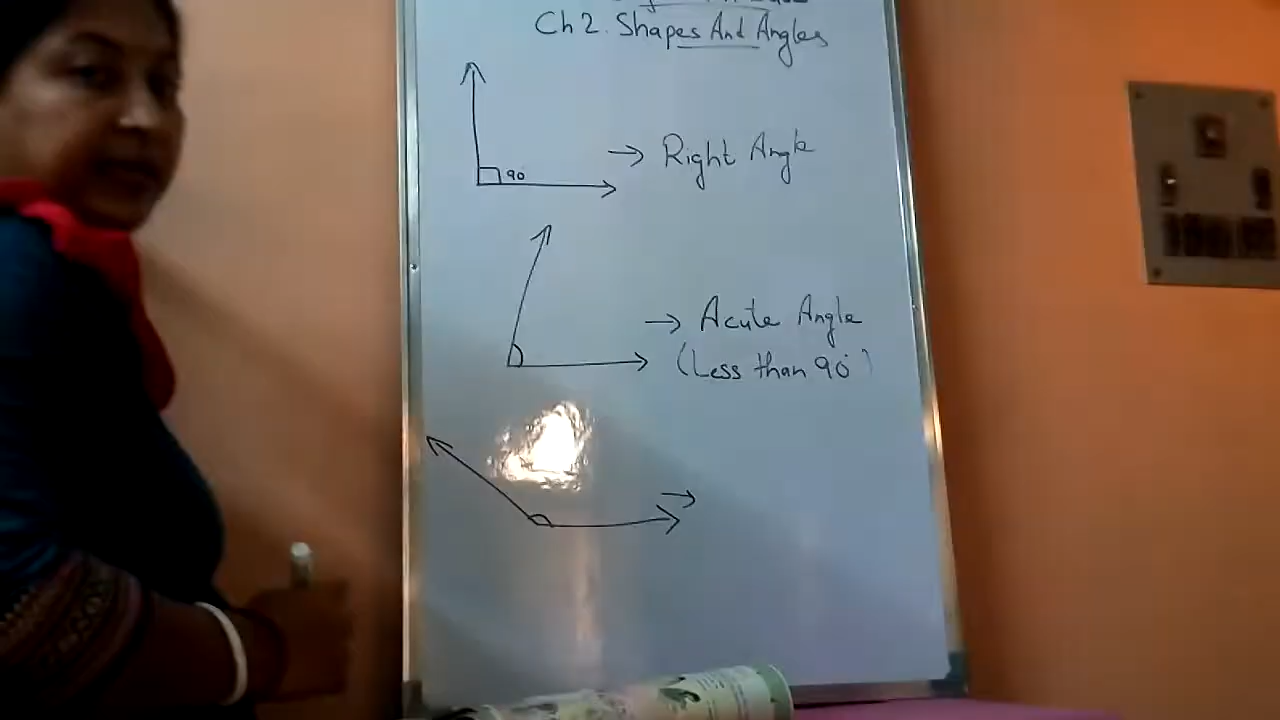 Ch 2. Shapes And Angles
90°
→ Right Angle
→ Acute Angle
(Less than 90°)
→